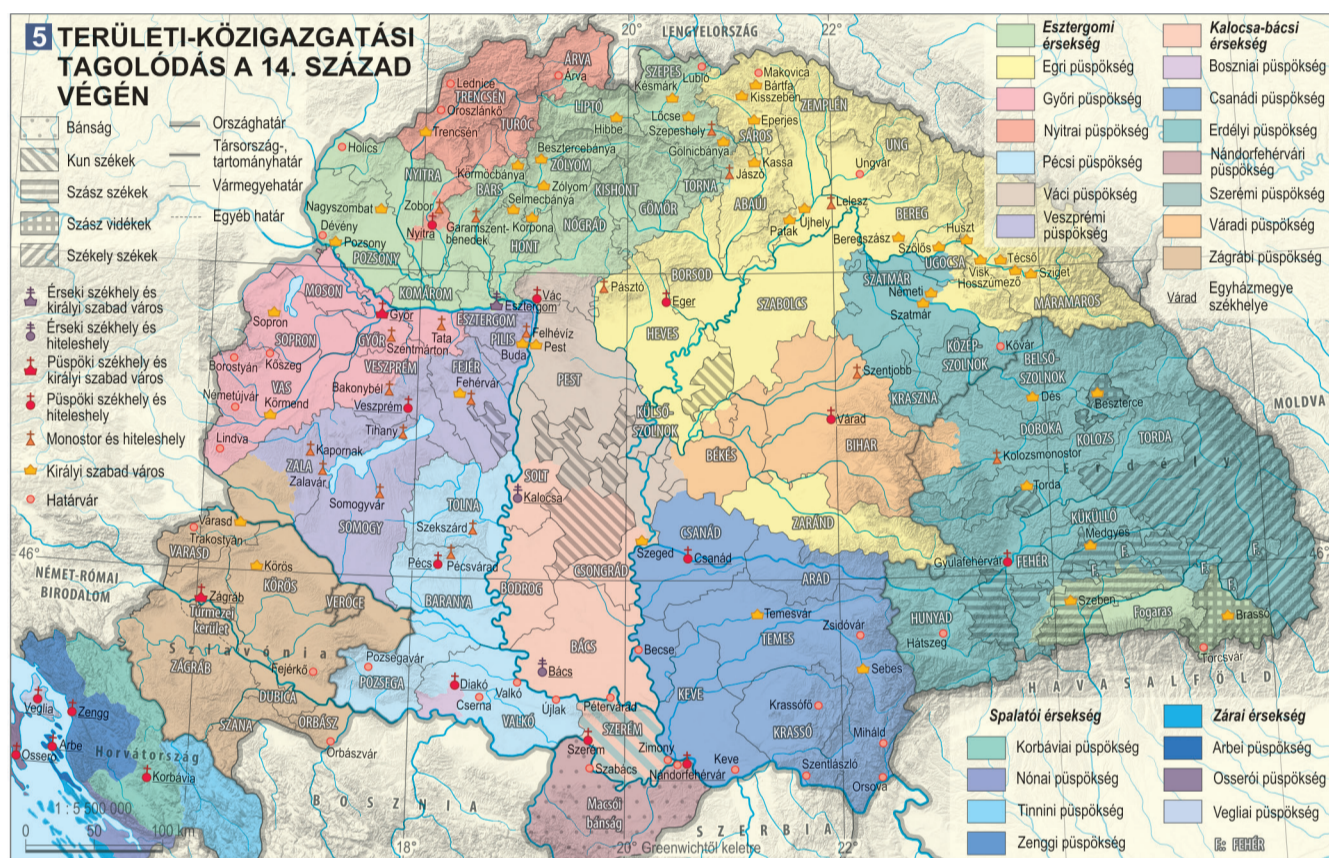 5 TERÜLETI-KÖZIGAZGATÁSI
TAGOLÓDÁS A 14. SZÁZAD
VÉGÉN
Bánság
Kun székek
Szász székek
Szász vidékek
Székely székek
Országhatár
Társország-,
tartományhatár
Vármegyehatár
Egyéb határ
Érseki székhely és
királyi szabad város
Érseki székhely és
hiteleshely
Püspöki székhely és
királyi szabad város
Püspöki székhely és
hiteleshely
Monostor és hiteleshely
Királyi szabad város
Határvár
Esztergomi
érsekség
Egri püspökség
Győri püspökség
Nyitrai püspökség
Pécsi püspökség
Váci püspökség
Veszprémi
püspökség
Kalocsa-bácsi
érsekség
Boszniai püspökség
Csanádi püspökség
Erdélyi püspökség
Nándorfehérvári
püspökség
Szerémi püspökség
Váradi püspökség
Zágrábi püspökség
Várad
Egyházmegye
székhelye
20°
22°
LENGYELORSZÁG
ÁRVA
Árva
Lednice
TRENCSÉN
Oroszlánkő
Trencsén
TURÓC
LIPTÓ
Hibbe
SZEPES
Lubló
Késmárk
Lőcse
Szepeshely
Gölnicbánya
Makovica
Bártfa
Kisszeben
Eperjes
SÁROS
ZEMPLÉN
UNG
Ungvár
Kassa
Jászó
ABAÚJ
TORNA
GÖMÖR
KISHONT
ZÓLYOM
Besztercebánya
Körmöcbánya
Zólyom
Selmecbánya
Korpona
BARS
HONT
NÓGRÁD
Holics
NYITRA
Nagyszombat
Zobor
Nyitra
Garamszent-
benedek
Dévény
Pozsony
POZSONY
KOMÁROM
Lelesz
Újhely
Patak
BEREG
Beregszász
Szőlős
Huszt
Técső
Visk
Hosszúmező
Sziget
UGOCSA
MÁRAMAROS
SZATMÁR
Németi
Szatmár
BORSOD
SZABOLCS
Pásztó
Eger
HEVES
Vác
Esztergom
ESZTERGOM
PILIS
Felhévíz
Buda
Pest
PEST
KÜLSŐ-
SZOLNOK
MOSON
Sopron
SOPRON
Győr
GYŐR
Tata
Szentmárton
VESZPRÉM
FEJÉR
Fehérvár
Borostyán
Kőszeg
VAS
Németújvár
Körmend
Lindva
Bakonybél
Veszprém
Tihany
Kapornak
ZALA
Zalavár
Somogyvár
SOMOGY
TOLNA
Szekszárd
Pécs
Pécsvárad
BARANYA
SOLT
Kalocsa
BODROG
CSONGRÁD
BÁCS
Bács
Szeged
CSANÁD
Csanád
ZARÁND
BÉKÉS
BIHAR
Várad
Szentjobb
KRASZNA
KÖZÉP-
SZOLNOK
Kővár
BELSŐ-
SZOLNOK
Dés
DOBOKA
Beszterce
KOLOZS
TORDA
Kolozsmonostor
Torda
Erdély
KÜKÜLLŐ
Medgyes
Gyulafehérvár
FEHÉR
F.
F.
F.
F.
Szeben
Fogaras
Brassó
Törcsvár
HUNYAD
Hátszeg
MOLDVA
HAVASALFÖLD
ARAD
Temesvár
TEMES
Zsidóvár
Sebes
Becse
KEVE
Krassófő
KRASSÓ
Miháld
Szentlászló
Orsova
Keve
Zimony
Nándorfehérvár
Szabács
Szerém
SZERÉM
Pétervárad
Újlak
Valkó
VALKÓ
Diakó
Cserna
Pozsegavár
POZSEGA
Macsói
bánság
SZERBIA
BOSZNIA
46°
46°
NÉMET-RÓMAI
BIRODALOM
Várasd
Trakostyán
VARASD
Körös
KŐRÖS
VERŐCE
Zágráb
Túrmezei
kerület
Szlavónia
ZÁGRÁB
Fejérkő
DUBICA
SZANA
ORBÁSZ
Orbászvár
Horvátország
Veglia
Zengg
Arbe
Ossero
Korbávia
1 : 5 500 000
0 50 100 km
18°
20° Greenwichtől keletre
22°
Spalatói érsekség
Korbáviai püspökség
Nónai püspökség
Tinnini püspökség
Zenggi püspökség
Zárai érsekség
Arbei püspökség
Osserói püspökség
Vegliai püspökség
F.: FEHÉR